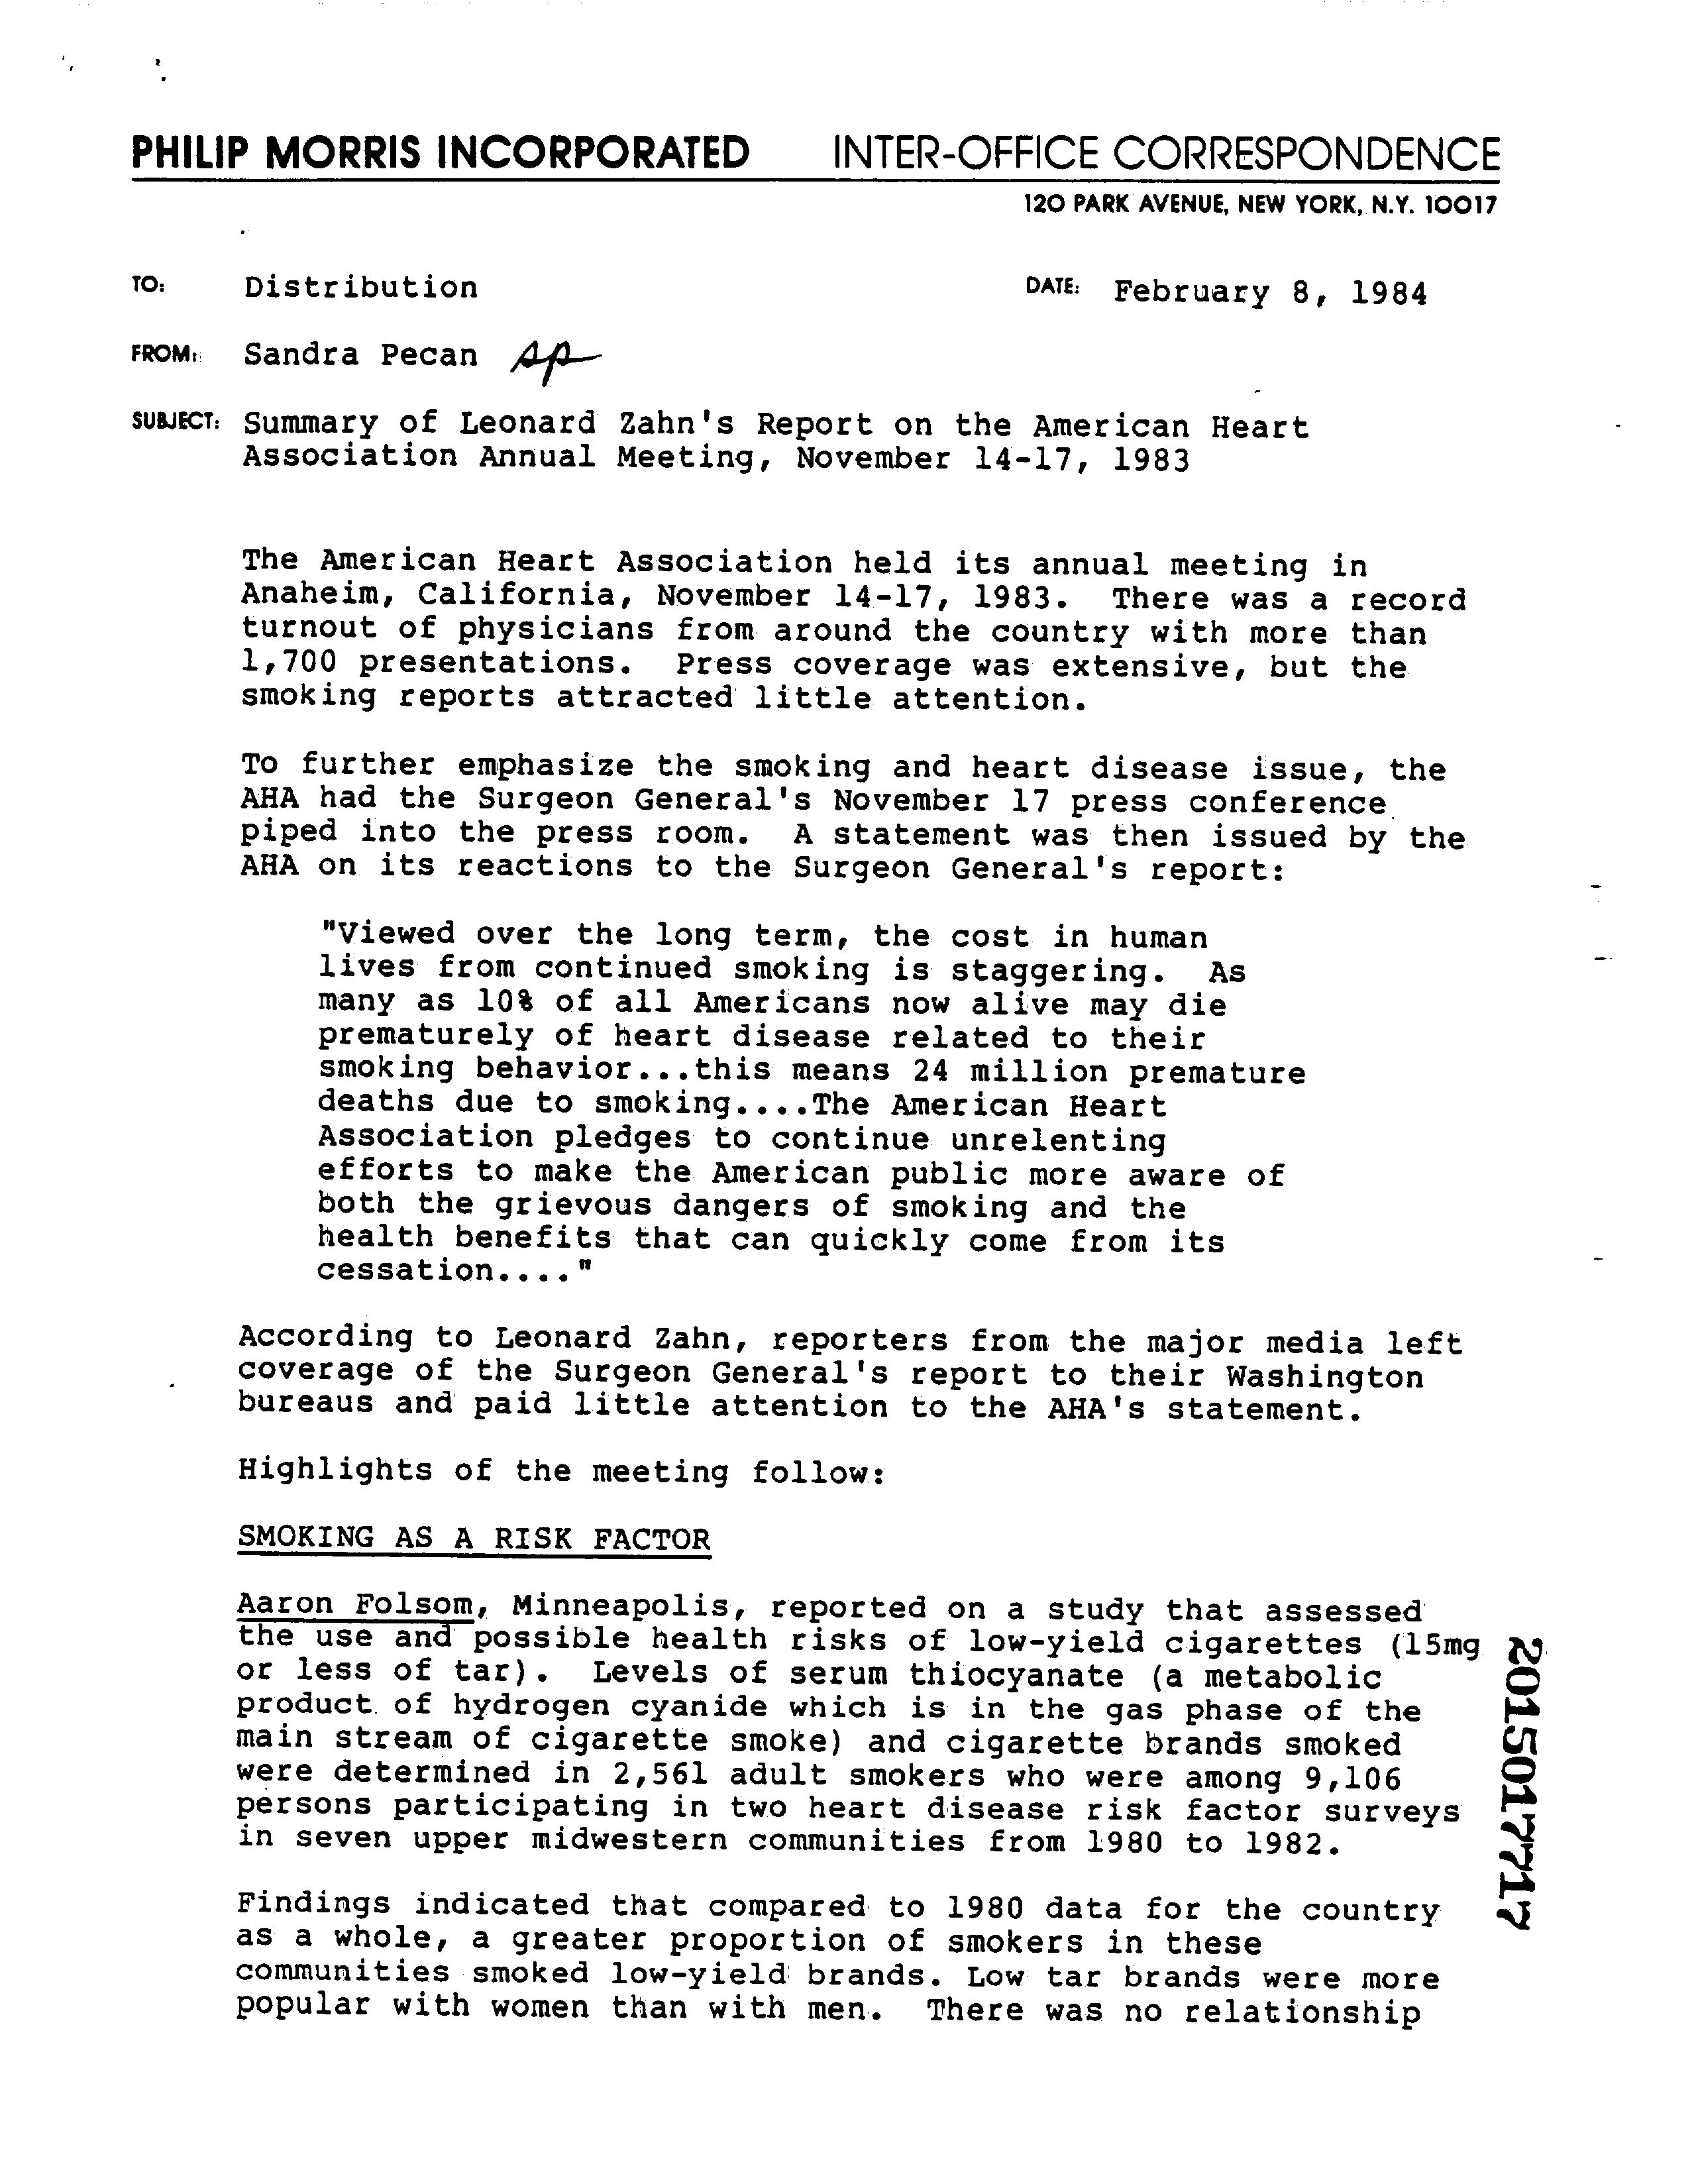 PHILIP MORRIS INCORPORATED INTER-OFFICE CORRESPONDENCE
120 PARK AVENUE, NEW YORK, N.Y. 10017
TO: Distribution DATE: February 8, 1984
FROM: Sandra Pecan sp
SUBJECT: Summary of Leonard Zahn's Report on the American Heart
Association Annual Meeting, November 14-17, 1983
The American Heart Association held its annual meeting in
Anaheim, California, November 14-17, 1983. There was a record
turnout of physicians from around the country with more than
1,700 presentations. Press coverage was extensive, but the
smoking reports attracted little attention.
To further emphasize the smoking and heart disease issue, the
AHA had the Surgeon General's November 17 press conference
piped into the press room. A statement was then issued by the
AHA on its reactions to the Surgeon General's report:
"Viewed over the long term, the cost in human
lives from continued smoking is staggering. As
many as 10% of all Americans now alive may die
prematurely of heart disease related to their
smoking behavior...this means 24 million premature
deaths due to smoking....The American Heart
Association pledges to continue unrelenting
efforts to make the American public more aware of
both the grievous dangers of smoking and the
health benefits that can quickly come from its
cessation...."
According to Leonard Zahn, reporters from the major media left
coverage of the Surgeon General's report to their Washington
bureaus and paid little attention to the AHA's statement.
Highlights of the meeting follow:
SMOKING AS A RISK FACTOR
Aaron Folsom, Minneapolis, reported on a study that assessed
the use and possible health risks of low-yield cigarettes (15mg
or less of tar). Levels of serum thiocyanate (a metabolic
product of hydrogen cyanide which is in the gas phase of the
main stream of cigarette smoke) and cigarette brands smoked
were determined in 2,561 adult smokers who were among 9,106
persons participating in two heart disease risk factor surveys
in seven upper midwestern communities from 1980 to 1982.
Findings indicated that compared to 1980 data for the country
as a whole, a greater proportion of smokers in these
communities smoked low-yield brands. Low tar brands were more
popular with women than with men. There was no relationship
2015017717